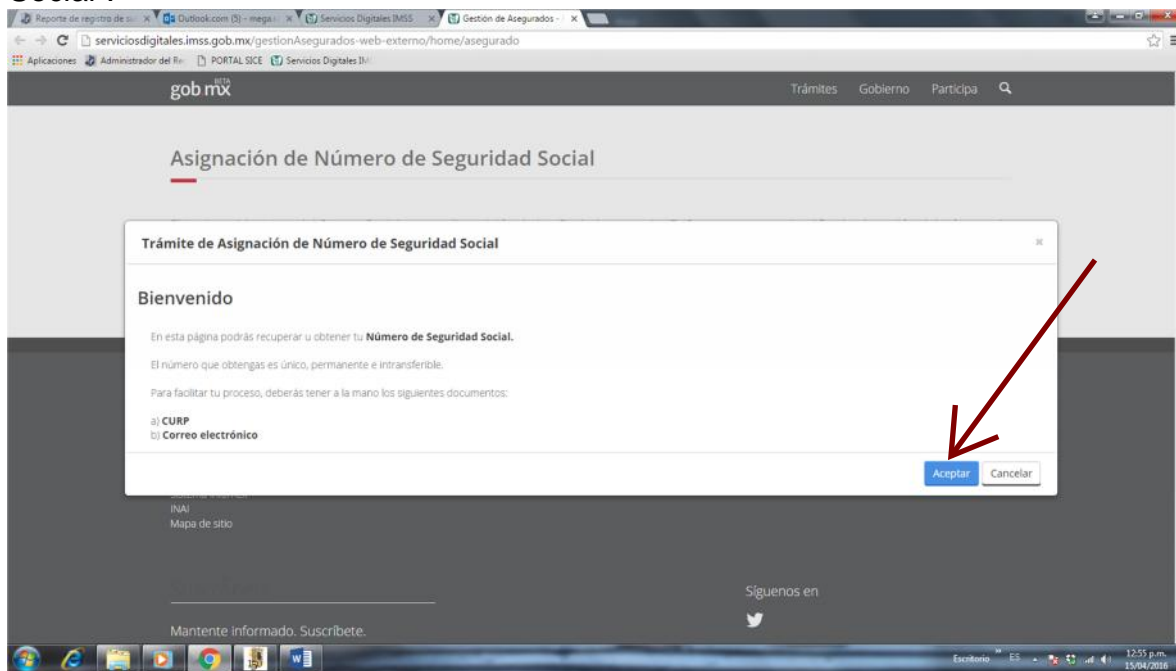 Social".
Reporte de registro de si
Outlook.com (5) - mega
Servicios Digitales IMSS
Gestión de Asegurados -
serviciosdigitales.imss.gob.mx/gestionAsegurados-web-externo/home/asegurado
Aplicaciones
Administrador del Re
PORTAL SICE
Servicios Digitales IM
gob mx
BETA
Trámites
Gobierno
Participa
Asignación de Número de Seguridad Social
Trámite de Asignación de Número de Seguridad Social
Bienvenido
En esta página podrás recuperar u obtener tu Número de Seguridad Social.
El número que obtengas es único, permanente e intransferible.
Para facilitar tu proceso, deberás tener a la mano los siguientes documentos:
a) CURP
b) Correo electrónico
Aceptar
Cancelar
INAI
Mapa de sitio
Síguenos en
Mantente informado. Suscríbete.
Escritorio
ES
12:55 p.m.
15/04/2016